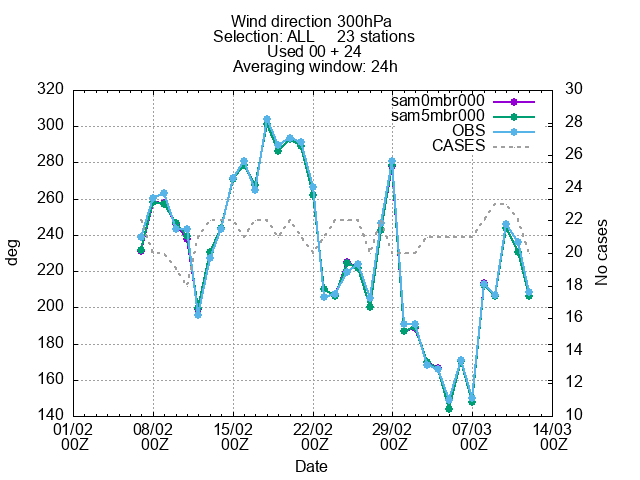 Wind direction 300hPa
Selection: ALL 23 stations
Used 00 + 24
Averaging window: 24h
320 30
sam0mbr000
300 28
sam5mbr000
OBS
CASES
280 26
260 24
240 22
deg
No cases
220 20
200 18
180 16
160 14
12
140 10
01/02 08/02 15/02 22/02 29/02 07/03 14/03
00Z 00Z 00Z 00Z 00Z 00Z 00Z
Date